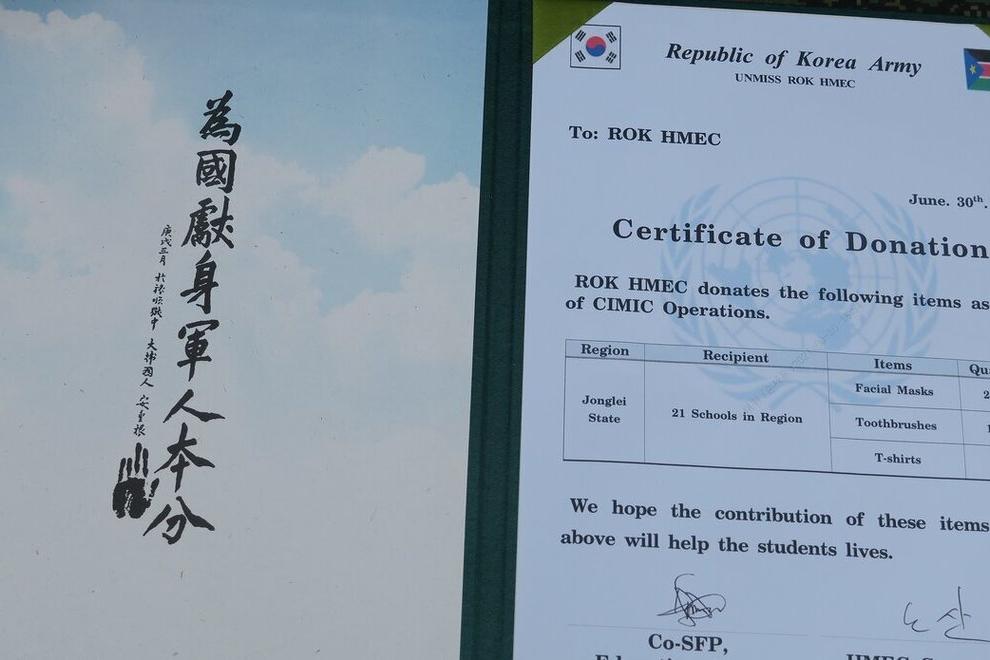 為國獻身軍人本分
庚戌三月 於旅順獄中 大韓國人 安重根
Republic of Korea Army
UNMISS ROK HMEC
To: ROK HMEC
June. 30th.
Certificate of Donation
ROK HMEC donates the following items as
of CIMIC Operations.
Region Recipient Items
Jonglei State 21 Schools in Region Facial Masks
Toothbrushes
T-shirts
We hope the contribution of these items
above will help the students lives.
Co-SFP,